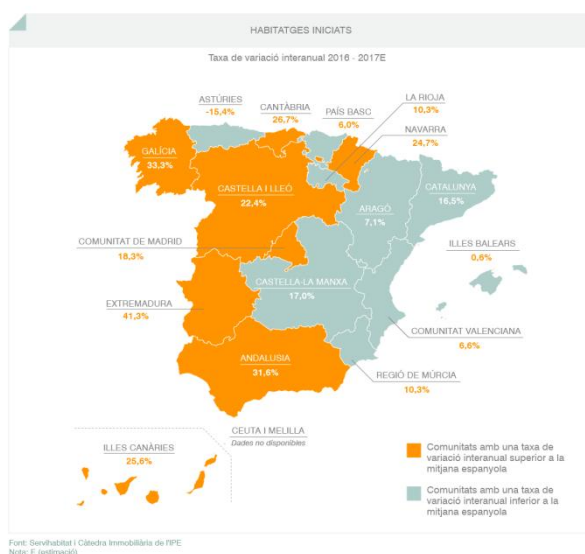 HABITATGES INICIATS
Taxa de variació interanual 2016 - 2017E
LA RIOJA
10,3%
ASTÚRIES
-15,4%
CANTÀBRIA
26,7%
PAÍS BASC
6,0%
NAVARRA
24,7%
GALÍCIA
33,3%
CASTELLA I LLEÓ
22,4%
CATALUNYA
16,5%
ARAGÓ
7,1%
COMUNITAT DE MADRID
18,3%
ILLES BALEARS
0,6%
CASTELLA-LA MANXA
17,0%
EXTREMADURA
41,3%
COMUNITAT VALENCIANA
6,6%
ANDALUSIA
31,6%
REGIÓ DE MÚRCIA
10,3%
CEUTA I MELILLA
Dades no disponibles
ILLES CANÀRIES
25,6%
Comunitats amb una taxa de
variació interanual superior a la
mitjana espanyola
Comunitats amb una taxa de
variació interanual inferior a la
mitjana espanyola
Font: Servihabitat i Càtedra Immobiliària de l'IPE
Nota: E (estimació)